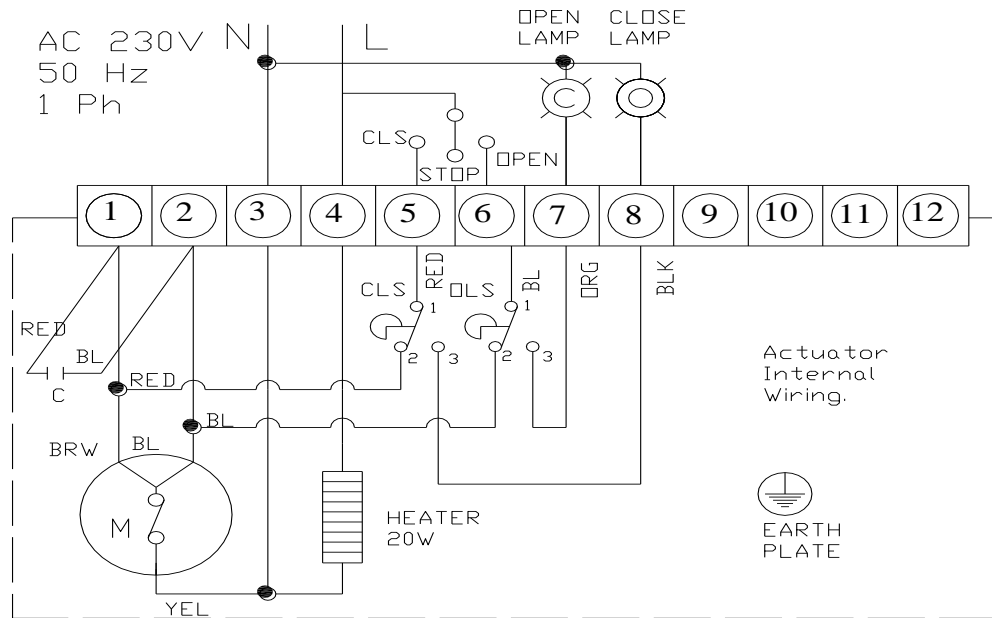 AC 230V
50 Hz
1 Ph
N
L
OPEN
LAMP
CLOSE
LAMP
C
O
CLS
STOP
OPEN
1 2 3 4 5 6 7 8 9 10 11 12
RED
BL
ORG
BLK
CLS
OLS
1
1
2
3
2
3
RED
BL
C
RED
BL
BRW
BL
M
HEATER
20W
YEL
Actuator
Internal
Wiring.
EARTH
PLATE